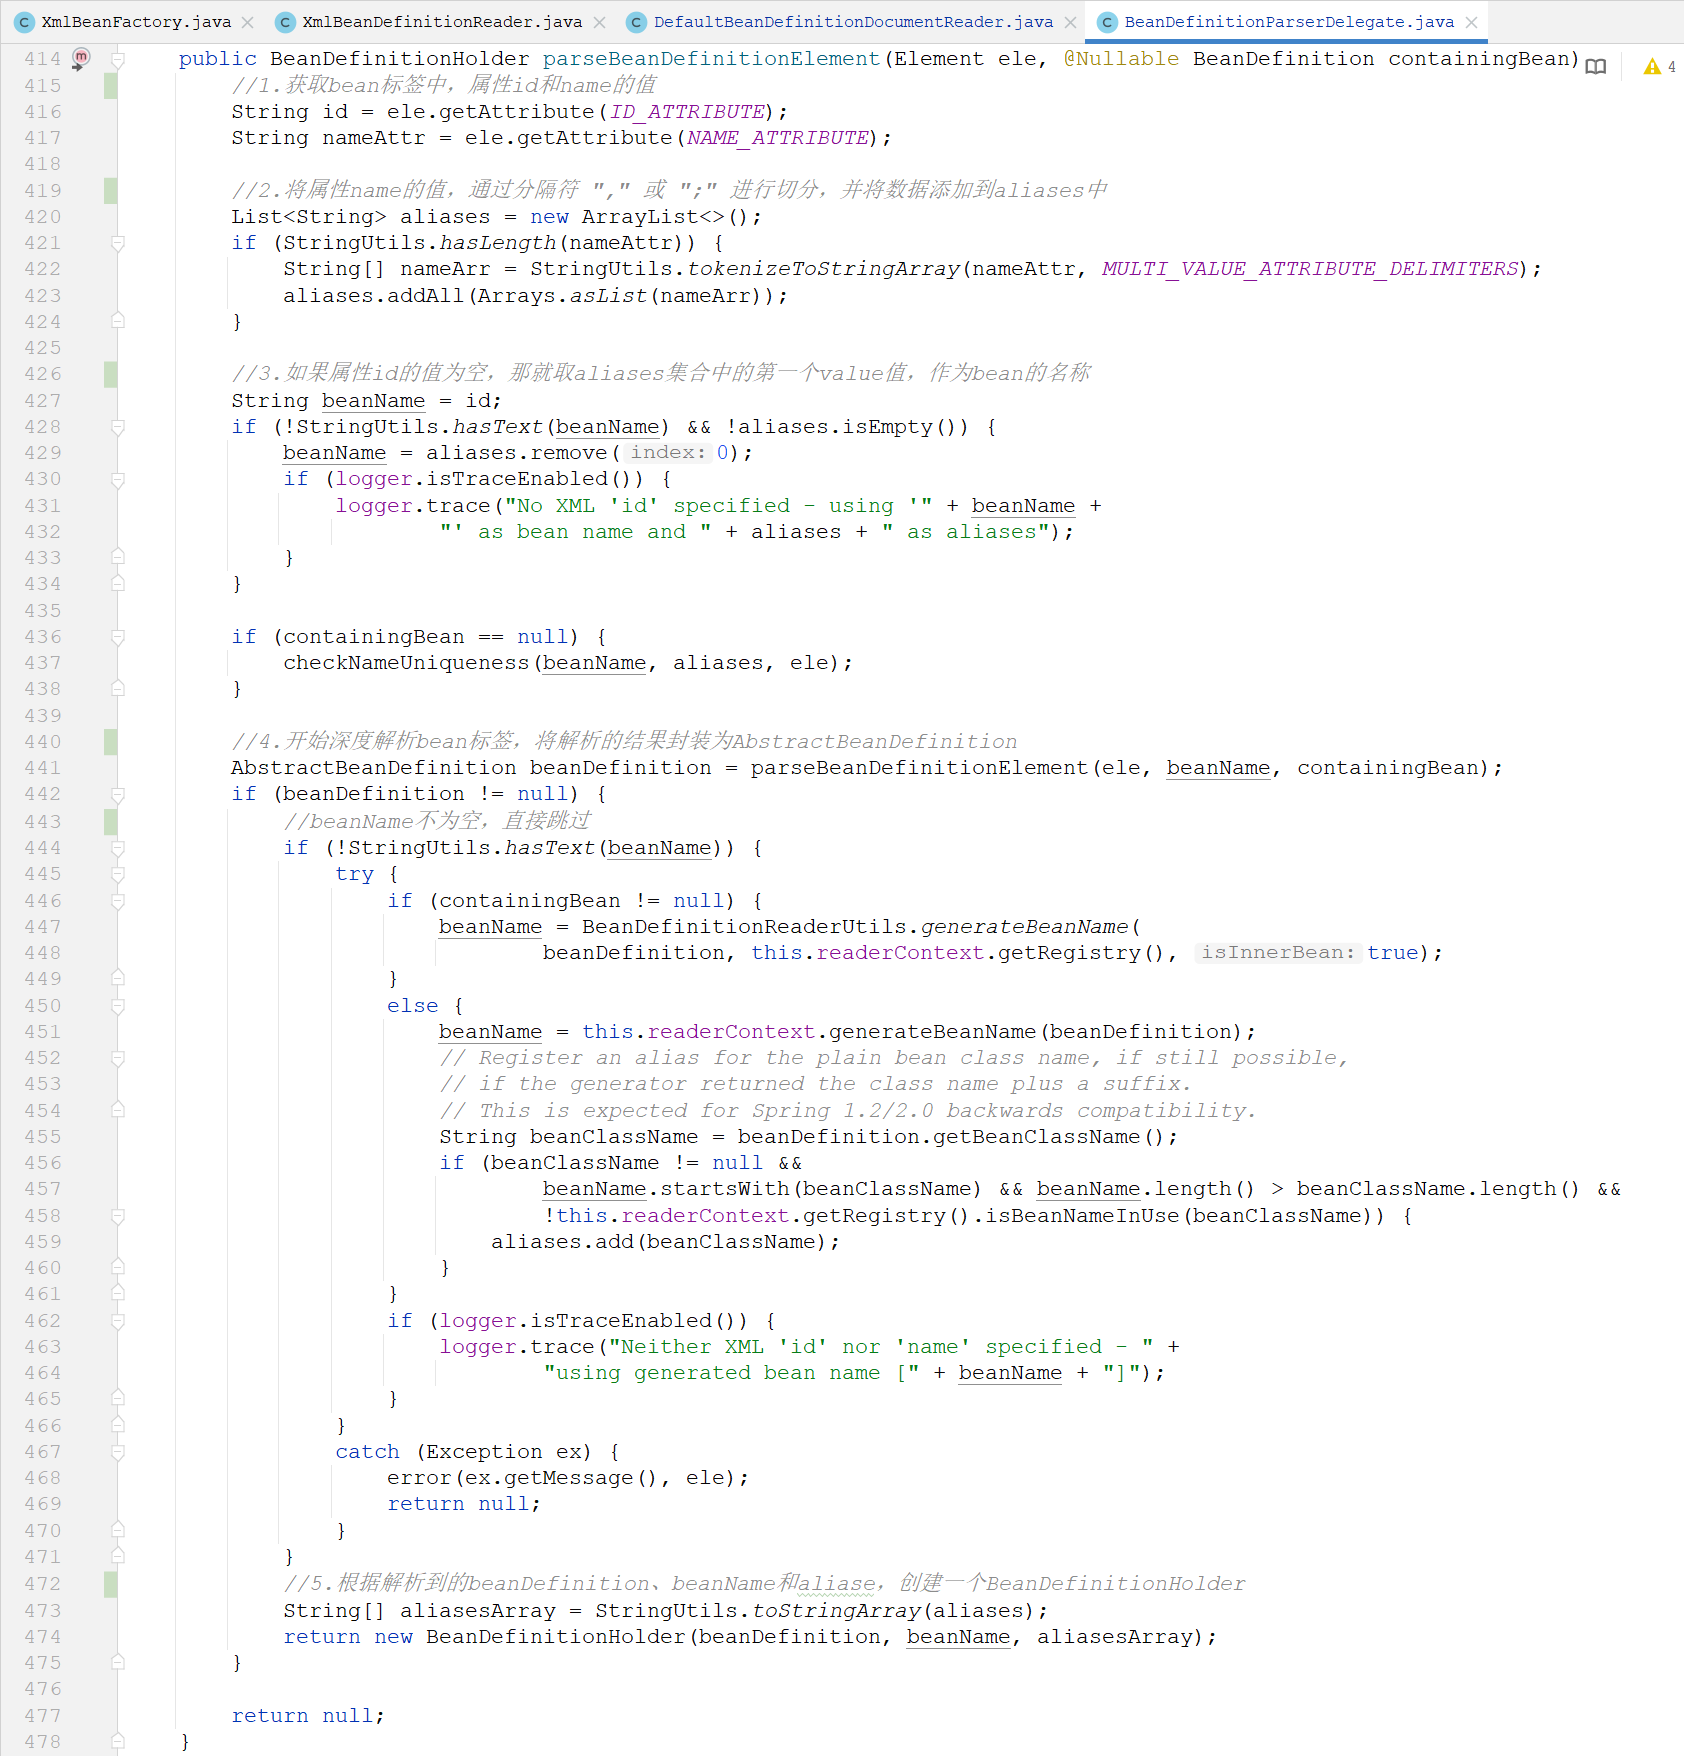 XmlBeanFactory.java XmlBeanDefinitionReader.java DefaultBeanDefinitionDocumentReader.java BeanDefinitionParserDelegate.java
414 public BeanDefinitionHolder parseBeanDefinitionElement(Element ele, @Nullable BeanDefinition containingBean) 4
415 //1.获取bean标签中，属性id和name的值
416 String id = ele.getAttribute(ID_ATTRIBUTE);
417 String nameAttr = ele.getAttribute(NAME_ATTRIBUTE);
418
419 //2.将属性name的值，通过分隔符 "," 或 ";" 进行切分，并将数据添加到aliases中
420 List<String> aliases = new ArrayList<>();
421 if (StringUtils.hasLength(nameAttr)) {
422 String[] nameArr = StringUtils.tokenizeToStringArray(nameAttr, MULTI_VALUE_ATTRIBUTE_DELIMITERS);
423 aliases.addAll(Arrays.asList(nameArr));
424 }
425
426 //3.如果属性id的值为空，那就取aliases集合中的第一个value值，作为bean的名称
427 String beanName = id;
428 if (!StringUtils.hasText(beanName) && !aliases.isEmpty()) {
429 beanName = aliases.remove( index: 0);
430 if (logger.isTraceEnabled()) {
431 logger.trace("No XML 'id' specified - using '" + beanName +
432 "' as bean name and " + aliases + " as aliases");
433 }
434 }
435
436 if (containingBean == null) {
437 checkNameUniqueness(beanName, aliases, ele);
438 }
439
440 //4.开始深度解析bean标签，将解析的结果封装为AbstractBeanDefinition
441 AbstractBeanDefinition beanDefinition = parseBeanDefinitionElement(ele, beanName, containingBean);
442 if (beanDefinition != null) {
443 //beanName不为空，直接跳过
444 if (!StringUtils.hasText(beanName)) {
445 try {
446 if (containingBean != null) {
447 beanName = BeanDefinitionReaderUtils.generateBeanName(
448 beanDefinition, this.readerContext.getRegistry(), isInnerBean: true);
449 }
450 else {
451 beanName = this.readerContext.generateBeanName(beanDefinition);
452 // Register an alias for the plain bean class name, if still possible,
453 // if the generator returned the class name plus a suffix.
454 // This is expected for Spring 1.2/2.0 backwards compatibility.
455 String beanClassName = beanDefinition.getBeanClassName();
456 if (beanClassName != null &&
457 beanName.startsWith(beanClassName) && beanName.length() > beanClassName.length() &&
458 !this.readerContext.getRegistry().isBeanNameInUse(beanClassName)) {
459 aliases.add(beanClassName);
460 }
461 }
462 if (logger.isTraceEnabled()) {
463 logger.trace("Neither XML 'id' nor 'name' specified - " +
464 "using generated bean name [" + beanName + "]");
465 }
466 }
467 catch (Exception ex) {
468 error(ex.getMessage(), ele);
469 return null;
470 }
471 }
472 //5.根据解析到的beanDefinition、beanName和aliase，创建一个BeanDefinitionHolder
473 String[] aliasesArray = StringUtils.toStringArray(aliases);
474 return new BeanDefinitionHolder(beanDefinition, beanName, aliasesArray);
475 }
476
477 return null;
478 }